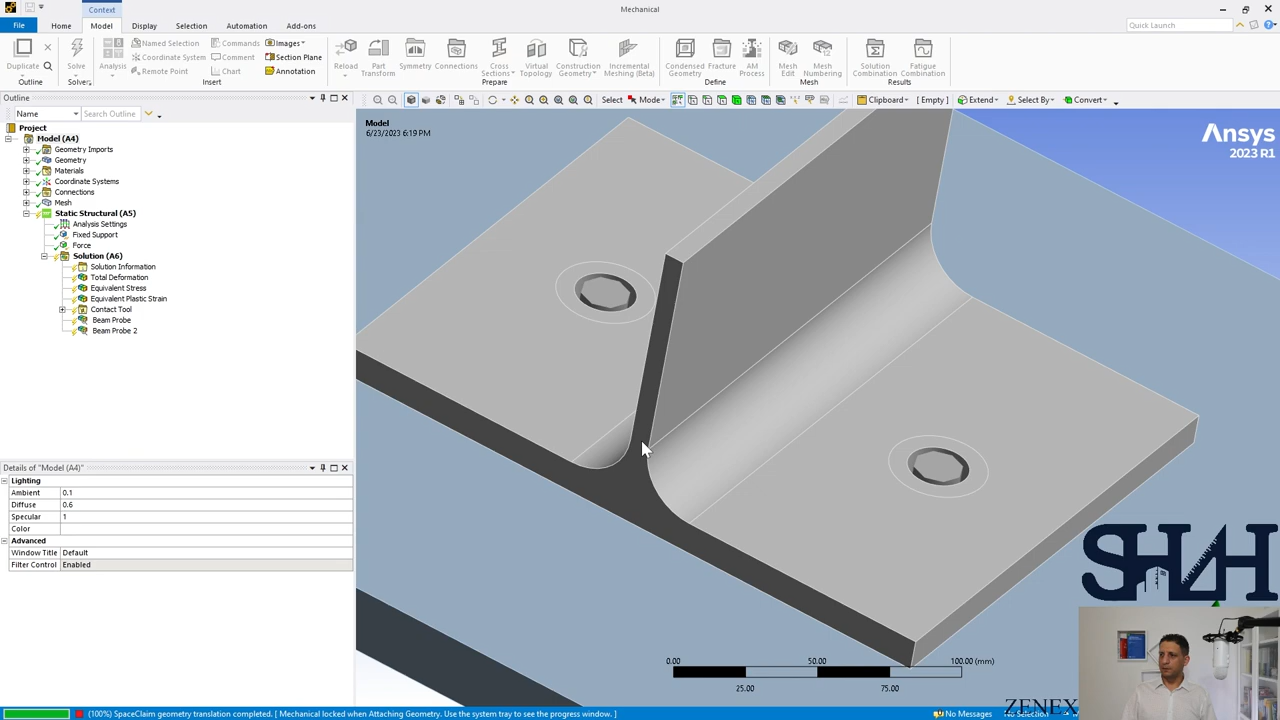 Context
Mechanical
File
Home
Model
Display
Selection
Automation
Add-ons
Quick Launch
Duplicate
Outline
Solve
Solver
Analysis
Named Selection
Coordinate System
Remote Point
Commands
Comment
Chart
Images
Section Plane
Annotation
Insert
Reload
Part
Transform
Symmetry
Connections
Cross
Sections
Virtual
Topology
Construction
Geometry
Incremental
Meshing (Beta)
Prepare
Condensed
Geometry
Fracture
AM
Process
Define
Mesh
Edit
Mesh
Numbering
Mesh
Solution
Combination
Fatigue
Combination
Results
Outline
Select
Mode
Clipboard
[ Empty ]
Extend
Select By
Convert
Name
Search Outline
Project
Model (A4)
Geometry Imports
Geometry
Materials
Coordinate Systems
Connections
Mesh
Static Structural (A5)
Analysis Settings
Fixed Support
Force
Solution (A6)
Solution Information
Total Deformation
Equivalent Stress
Equivalent Plastic Strain
Contact Tool
Beam Probe
Beam Probe 2
Model
6/23/2023 6:19 PM
Ansys
2023 R1
Details of "Model (A4)"
Lighting
Ambient 0.1
Diffuse 0.6
Specular 1
Color
Advanced
Window Title Default
Filter Control Enabled
0.00 50.00 100.00 (mm)
25.00 75.00
ZENEX
(100%) SpaceClaim geometry translation completed. [ Mechanical locked when Attaching Geometry. Use the system tray to see the progress window. ]
No Messages
No Selection